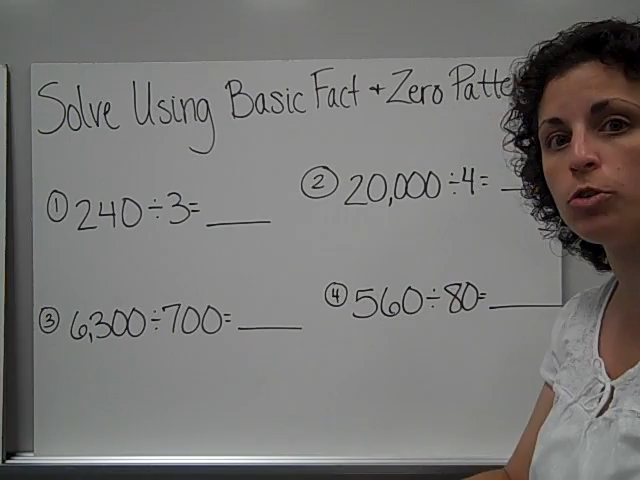 Solve Using Basic Fact + Zero Patte
① 240÷3= ____
② 20,000÷4= __
③ 6,300÷700= ____
④ 560÷80= ____